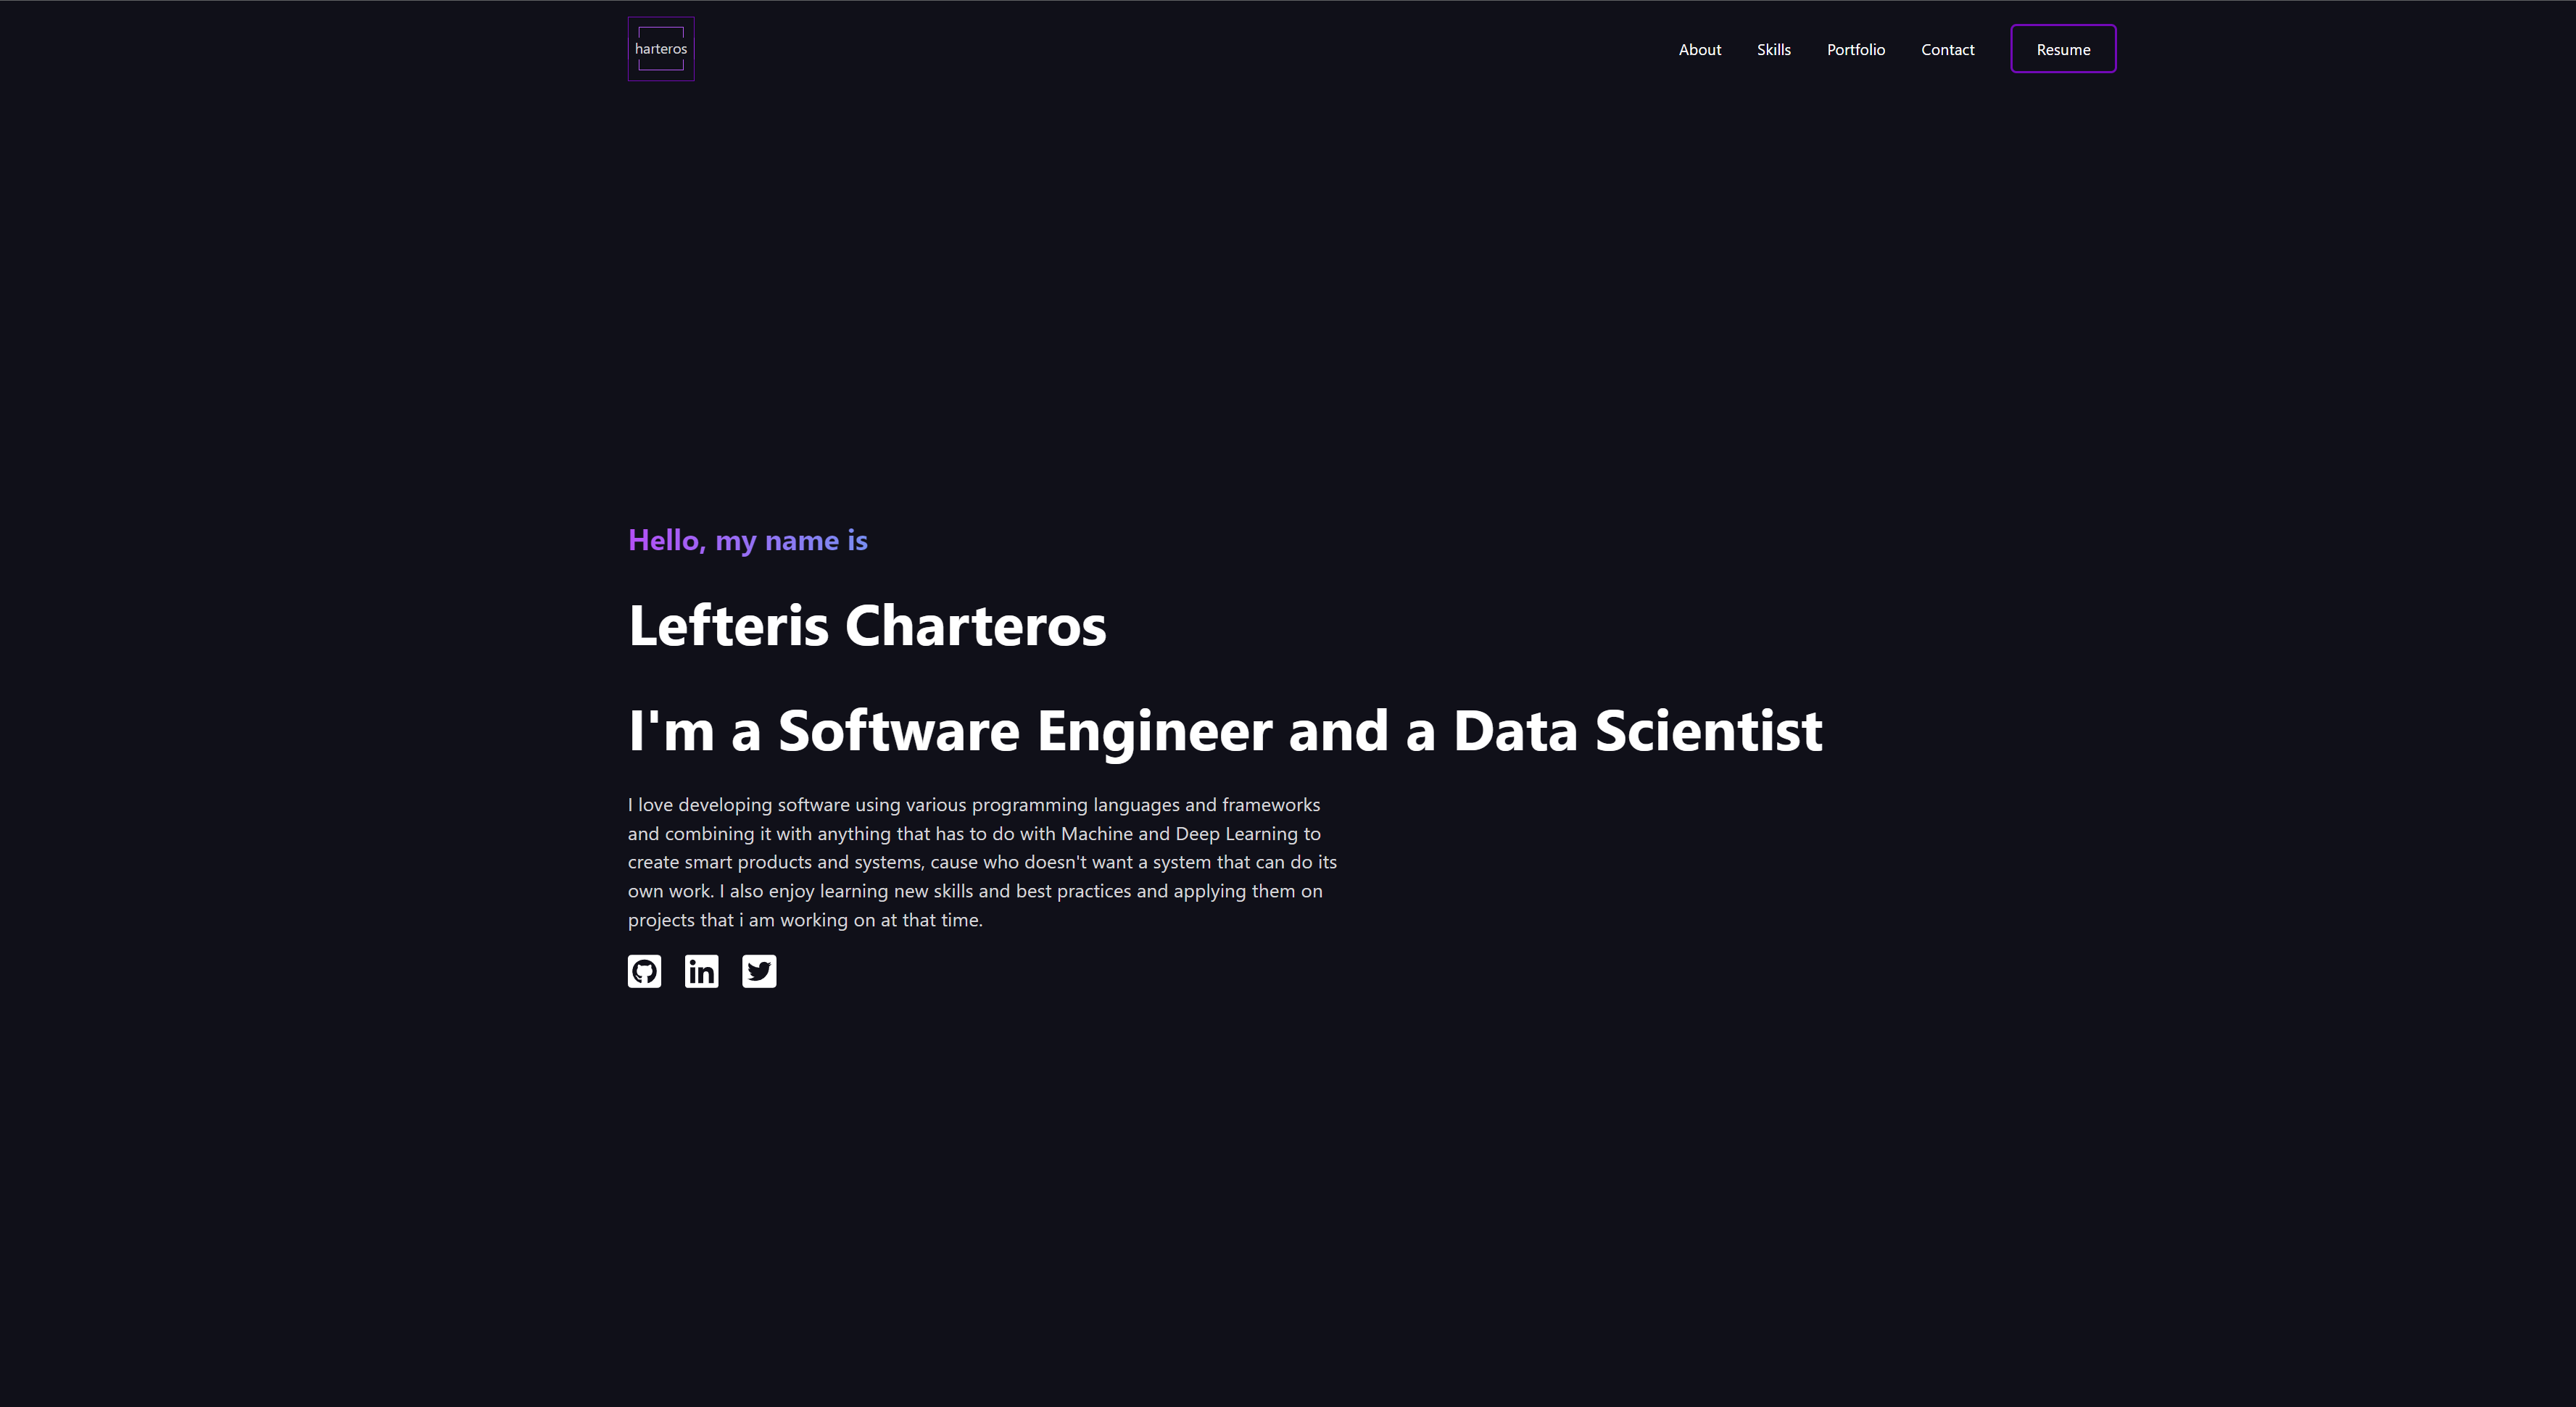 harteros
About Skills Portfolio Contact Resume
Hello, my name is
Lefteris Charteros
I'm a Software Engineer and a Data Scientist
I love developing software using various programming languages and frameworks
and combining it with anything that has to do with Machine and Deep Learning to
create smart products and systems, cause who doesn't want a system that can do its
own work. I also enjoy learning new skills and best practices and applying them on
projects that i am working on at that time.
in